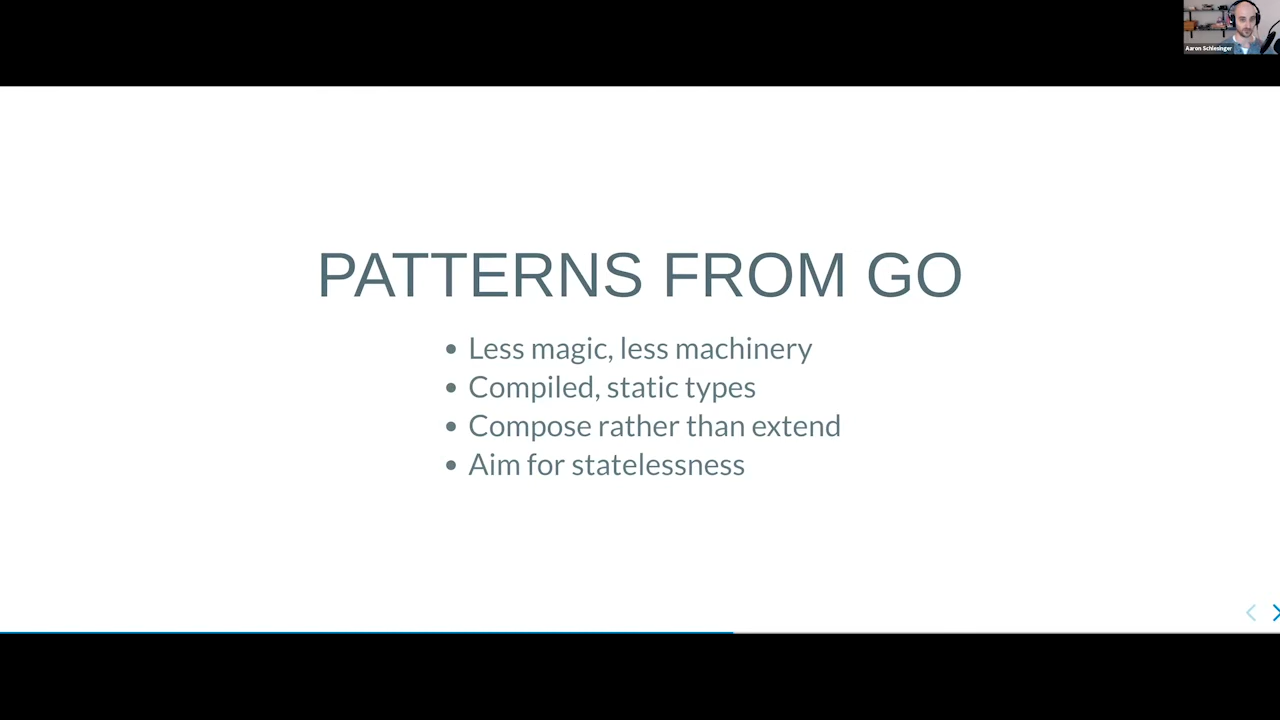 Aaron Schlesinger
PATTERNS FROM GO
• Less magic, less machinery
• Compiled, static types
• Compose rather than extend
• Aim for statelessness